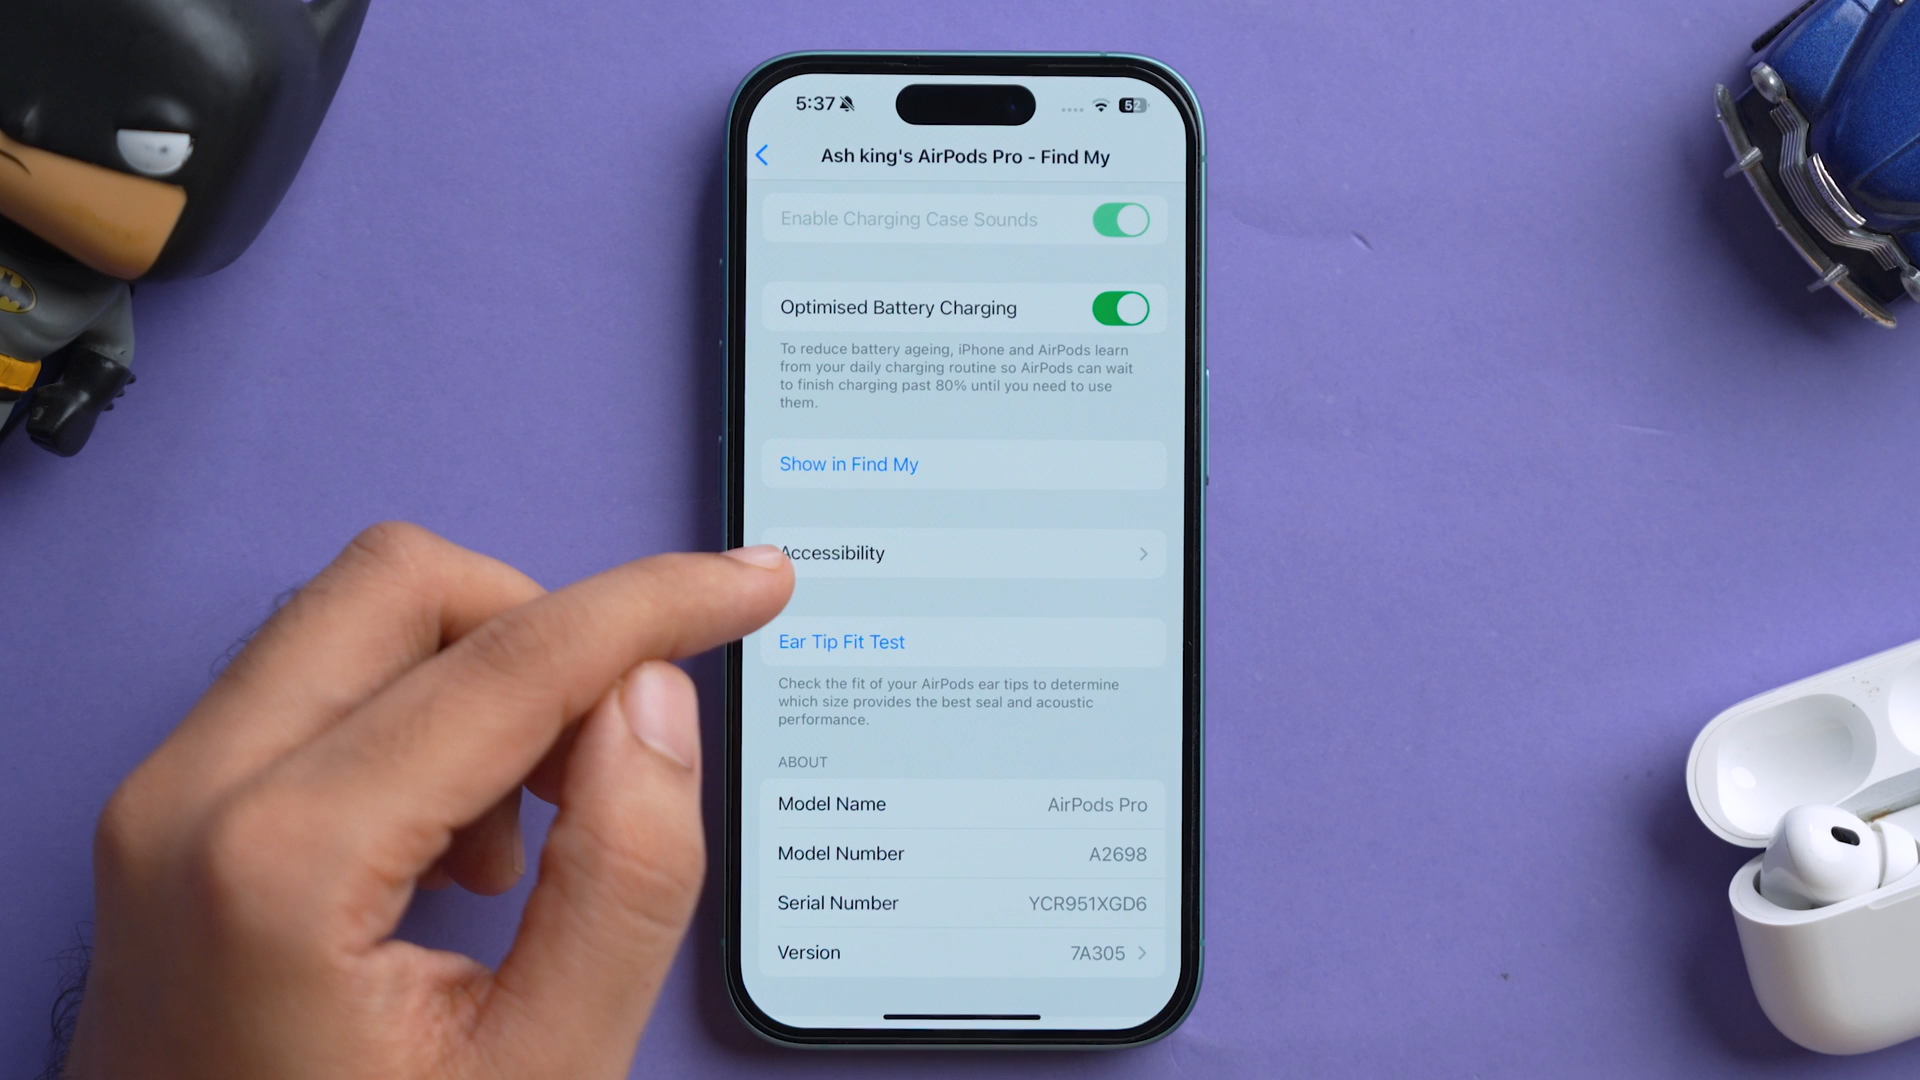 5:37
52
Ash king's AirPods Pro - Find My
Enable Charging Case Sounds
Optimised Battery Charging
To reduce battery ageing, iPhone and AirPods learn
from your daily charging routine so AirPods can wait
to finish charging past 80% until you need to use
them.
Show in Find My
Accessibility
Ear Tip Fit Test
Check the fit of your AirPods ear tips to determine
which size provides the best seal and acoustic
performance.
ABOUT
Model Name AirPods Pro
Model Number A2698
Serial Number YCR951XGD6
Version 7A305